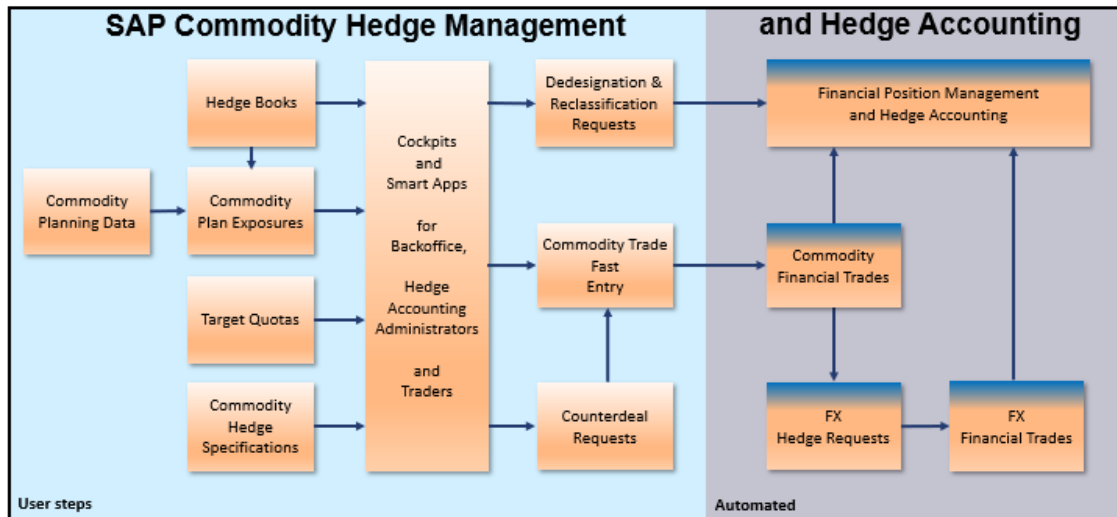 SAP Commodity Hedge Management
and Hedge Accounting
Hedge Books
Commodity
Planning Data
Commodity
Plan Exposures
Target Quotas
Commodity
Hedge
Specifications
Cockpits
and
Smart Apps
for
Backoffice,
Hedge
Accounting
Administrators
and
Traders
Dedesignation &
Reclassification
Requests
Commodity Trade
Fast
Entry
Counterdeal
Requests
Financial Position Management
and Hedge Accounting
Commodity
Financial Trades
FX
Hedge Requests
FX
Financial Trades
User steps
Automated